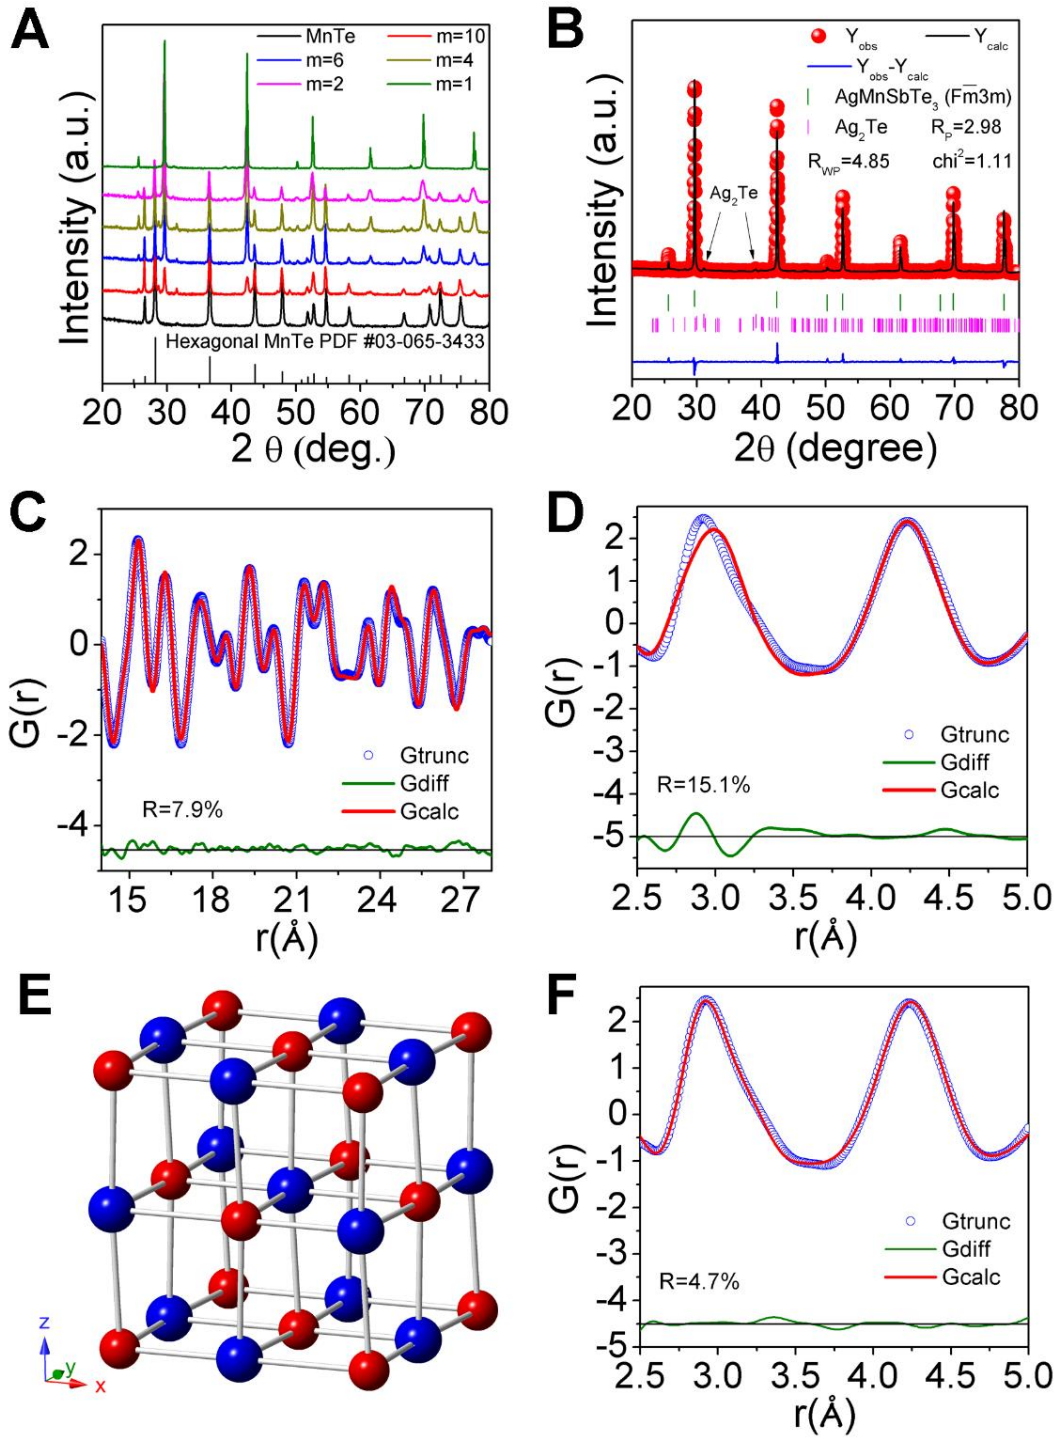 A
MnTe m=10
m=6 m=4
m=2 m=1
Intensity (a.u.)
Hexagonal MnTe PDF #03-065-3433
20 30 40 50 60 70 80
2 θ (deg.)
B
Yobs Ycalc
Yobs-Ycalc
AgMnSbTe3 (Fm̅3m)
Ag2Te RP=2.98
RWP=4.85 chi2=1.11
Ag2Te
Intensity (a.u.)
20 30 40 50 60 70 80
2θ (degree)
C
2
0
-2
-4
G(r)
Gtrunc
Gdiff
Gcalc
R=7.9%
15 18 21 24 27
r(Å)
D
2
1
0
-1
-2
-3
-4
-5
G(r)
Gtrunc
Gdiff
Gcalc
R=15.1%
2.5 3.0 3.5 4.0 4.5 5.0
r(Å)
E
z
y
x
F
2
1
0
-1
-2
-3
-4
-5
G(r)
Gtrunc
Gdiff
Gcalc
R=4.7%
2.5 3.0 3.5 4.0 4.5 5.0
r(Å)